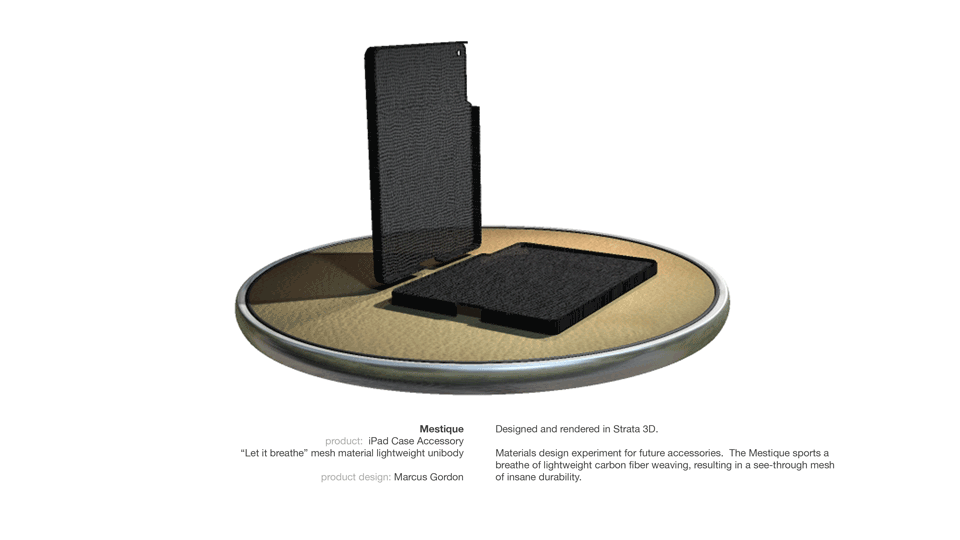 Mestique
product: iPad Case Accessory
“Let it breathe” mesh material lightweight unibody
product design: Marcus Gordon
Designed and rendered in Strata 3D.
Materials design experiment for future accessories.  The Mestique sports a
breathe of lightweight carbon fiber weaving, resulting in a see-through mesh
of insane durability.